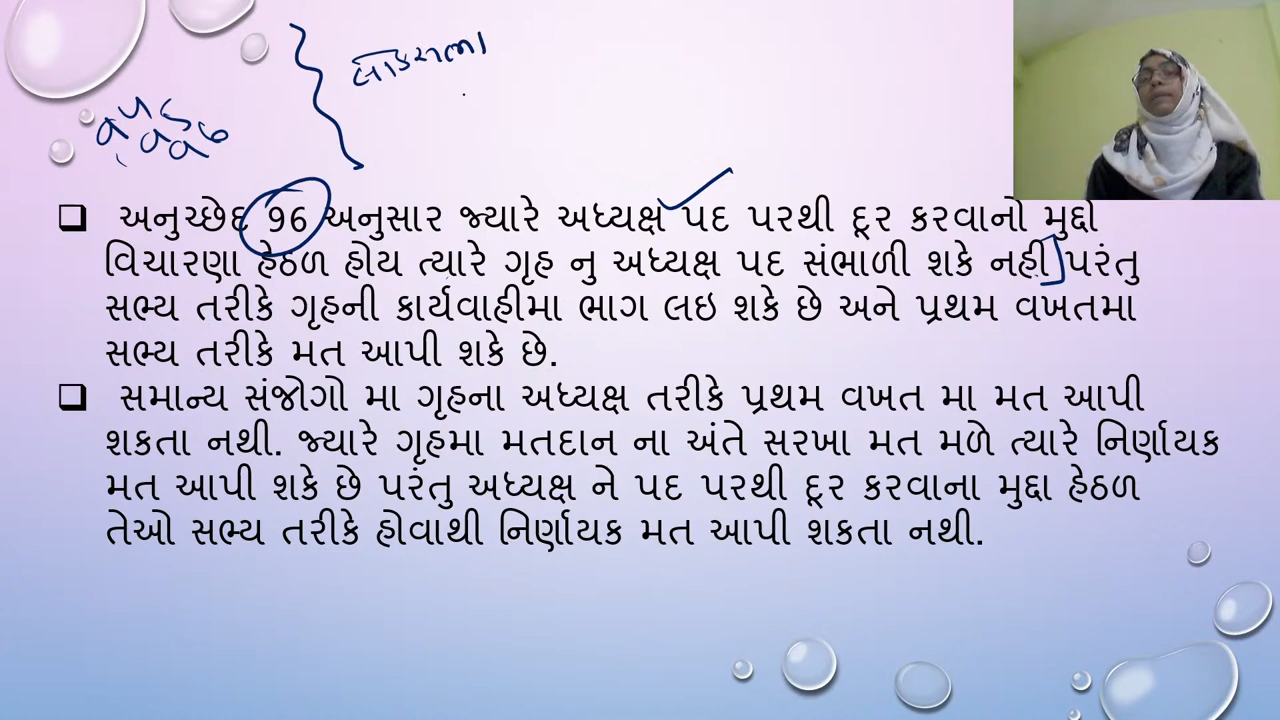 લોકસભા
❑ અનુચ્છેદ 96 અનુસાર જ્યારે અધ્યક્ષ પદ પરથી દૂર કરવાનો મુદ્દો
વિચારણા હેઠળ હોય ત્યારે ગૃહ નુ અધ્યક્ષ પદ સંભાળી શકે નહી પરંતુ
સભ્ય તરીકે ગૃહની કાર્યવાહીમા ભાગ લઇ શકે છે અને પ્રથમ વખતમા
સભ્ય તરીકે મત આપી શકે છે.
❑ સમાન્ય સંજોગો મા ગૃહના અધ્યક્ષ તરીકે પ્રથમ વખત મા મત આપી
શકતા નથી. જ્યારે ગૃહમા મતદાન ના અંતે સરખા મત મળે ત્યારે નિર્ણાયક
મત આપી શકે છે પરંતુ અધ્યક્ષ ને પદ પરથી દૂર કરવાના મુદ્દા હેઠળ
તેઓ સભ્ય તરીકે હોવાથી નિર્ણાયક મત આપી શકતા નથી.